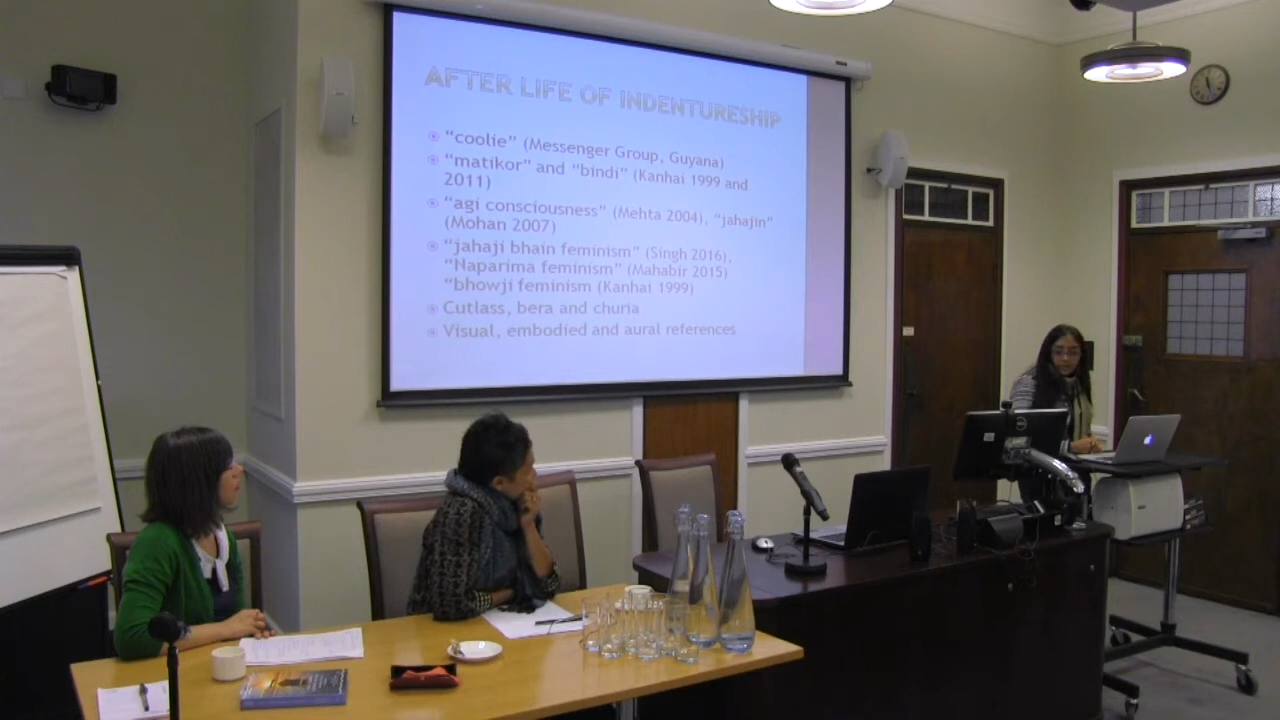 AFTER LIFE OF INDENTURESHIP
"coolie" (Messenger Group, Guyana)
"matikor" and "bindi" (Kanhai 1999 and
2011)
"agi consciousness" (Mehta 2004), "jahajin"
(Mohan 2007)
"jahaji bhain feminism" (Singh 2016),
"Naparima feminism" (Mahabir 2015)
"bhowji feminism (Kanhai 1999)
Cutlass, bera and churia
Visual, embodied and aural references